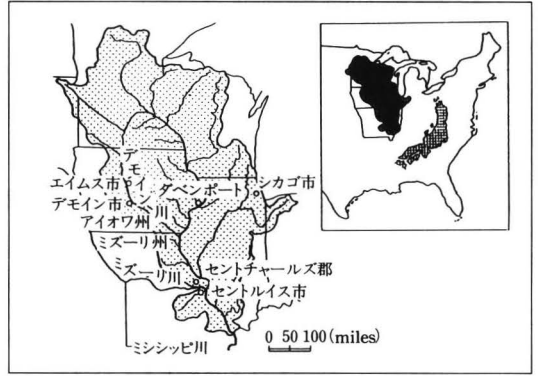 デモイン川
エイムス市
ダベンポート
シカゴ市
デモイン市
アイオワ州
ミズーリ州
ミズーリ川
セントチャールズ郡
セントルイス市
ミシシッピ川
0 50 100 (miles)